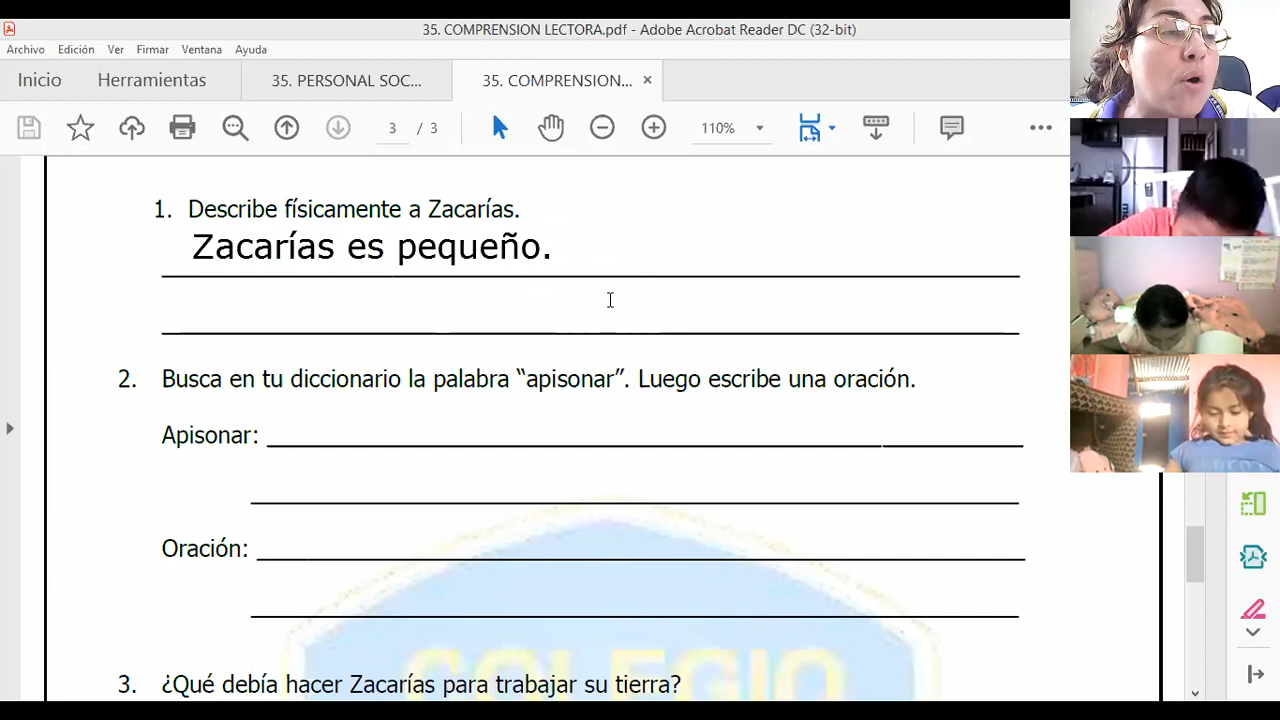 35. COMPRENSION LECTORA.pdf - Adobe Acrobat Reader DC (32-bit)
Archivo Edición Ver Firmar Ventana Ayuda
Inicio Herramientas 35. PERSONAL SOC... 35. COMPRENSION... ×
3 / 3 110%
1. Describe físicamente a Zacarías.
Zacarías es pequeño.
2. Busca en tu diccionario la palabra “apisonar”. Luego escribe una oración.
Apisonar:
Oración:
COLEGIO
3. ¿Qué debía hacer Zacarías para trabajar su tierra?